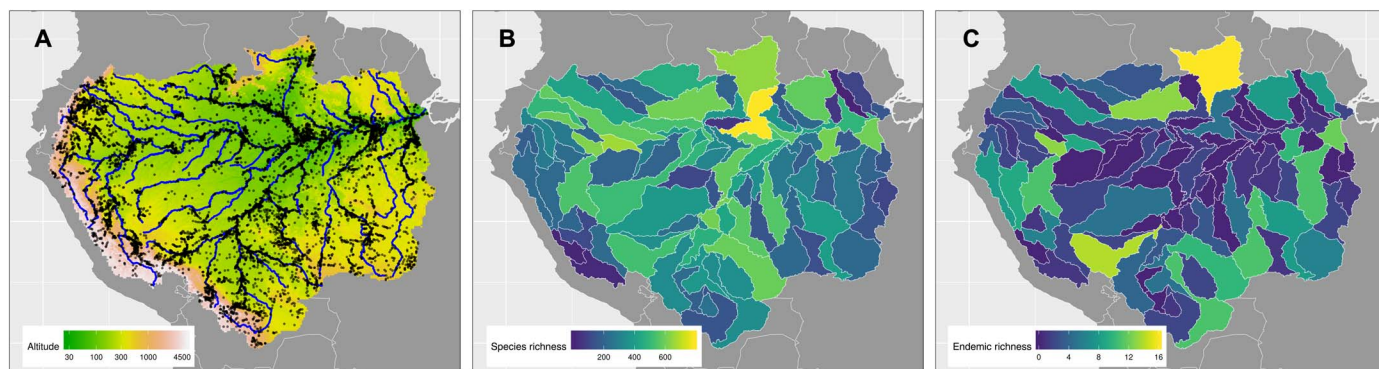 A
B
C
Altitude
30 100 300 1000 4500
Species richness
200 400 600
Endemic richness
0 4 8 12 16